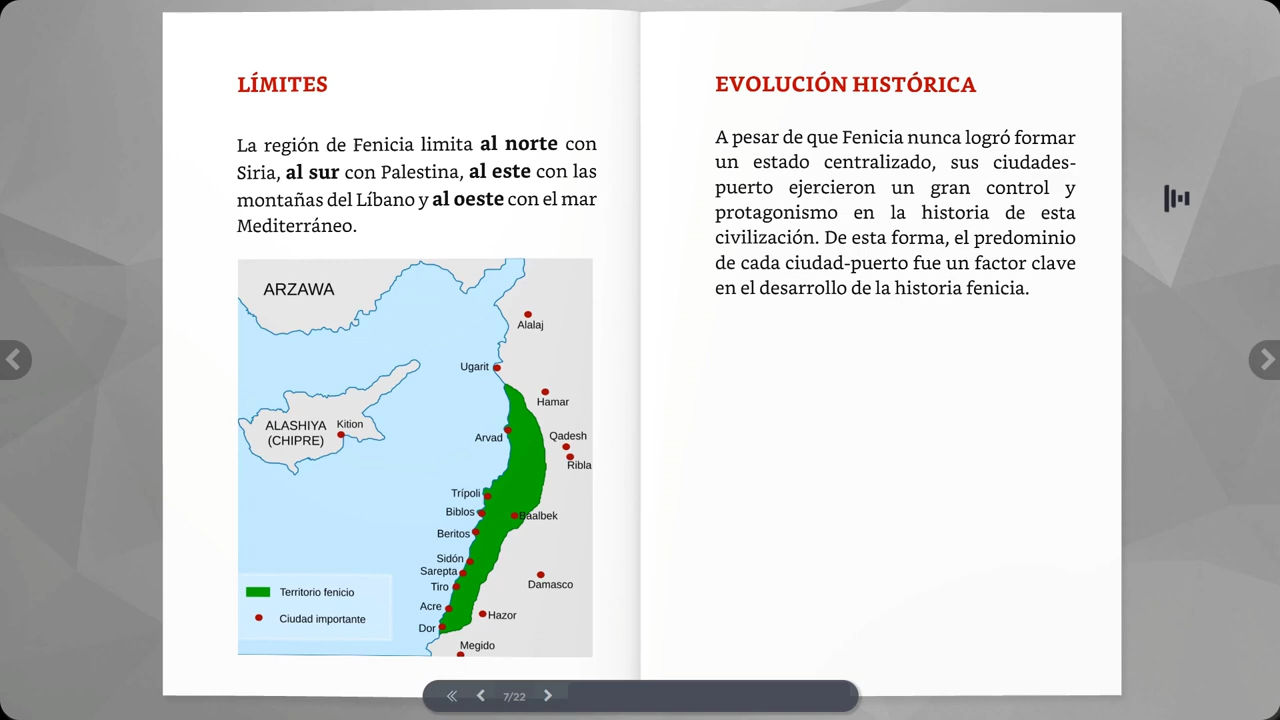 LÍMITES
La región de Fenicia limita al norte con
Siria, al sur con Palestina, al este con las
montañas del Líbano y al oeste con el mar
Mediterráneo.
ARZAWA
Alalaj
Ugarit
Hamar
ALASHIYA
(CHIPRE)
Kition
Arvad
Qadesh
Ribla
Trípoli
Biblos
Baalbek
Beritos
Sidón
Sarepta
Tiro
Damasco
Acre
Hazor
Dor
Megido
Territorio fenicio
Ciudad importante
EVOLUCIÓN HISTÓRICA
A pesar de que Fenicia nunca logró formar
un estado centralizado, sus ciudades-
puerto ejercieron un gran control y
protagonismo en la historia de esta
civilización. De esta forma, el predominio
de cada ciudad-puerto fue un factor clave
en el desarrollo de la historia fenicia.
7/22